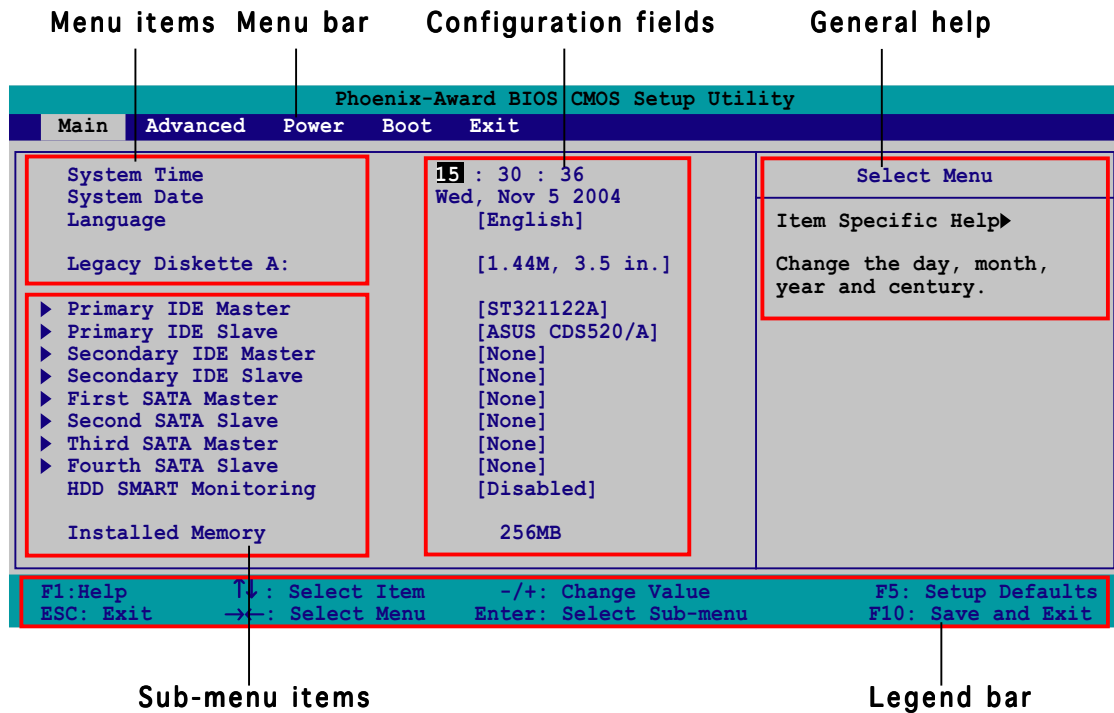 Menu items Menu bar Configuration fields General help
Phoenix-Award BIOS CMOS Setup Utility
Main Advanced Power Boot Exit
System Time 15 : 30 : 36
System Date Wed, Nov 5 2004
Language [English]
Legacy Diskette A: [1.44M, 3.5 in.]
Primary IDE Master [ST321122A]
Primary IDE Slave [ASUS CDS520/A]
Secondary IDE Master [None]
Secondary IDE Slave [None]
First SATA Master [None]
Second SATA Slave [None]
Third SATA Master [None]
Fourth SATA Slave [None]
HDD SMART Monitoring [Disabled]
Installed Memory 256MB
Select Menu
Item Specific Help▶
Change the day, month,
year and century.
F1:Help ↑↓: Select Item -/+: Change Value F5: Setup Defaults
ESC: Exit →←: Select Menu Enter: Select Sub-menu F10: Save and Exit
Sub-menu items Legend bar